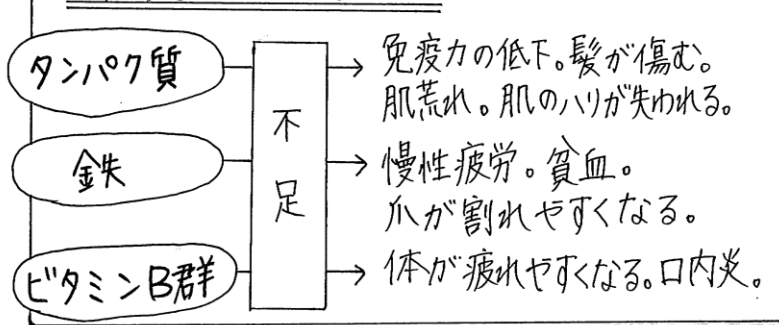 タンパク質
不足
免疫力の低下。髪が傷む。
肌荒れ。肌のハリが失われる。
鉄
慢性疲労。貧血。
爪が割れやすくなる。
ビタミンB群
体が疲れやすくなる。口内炎。